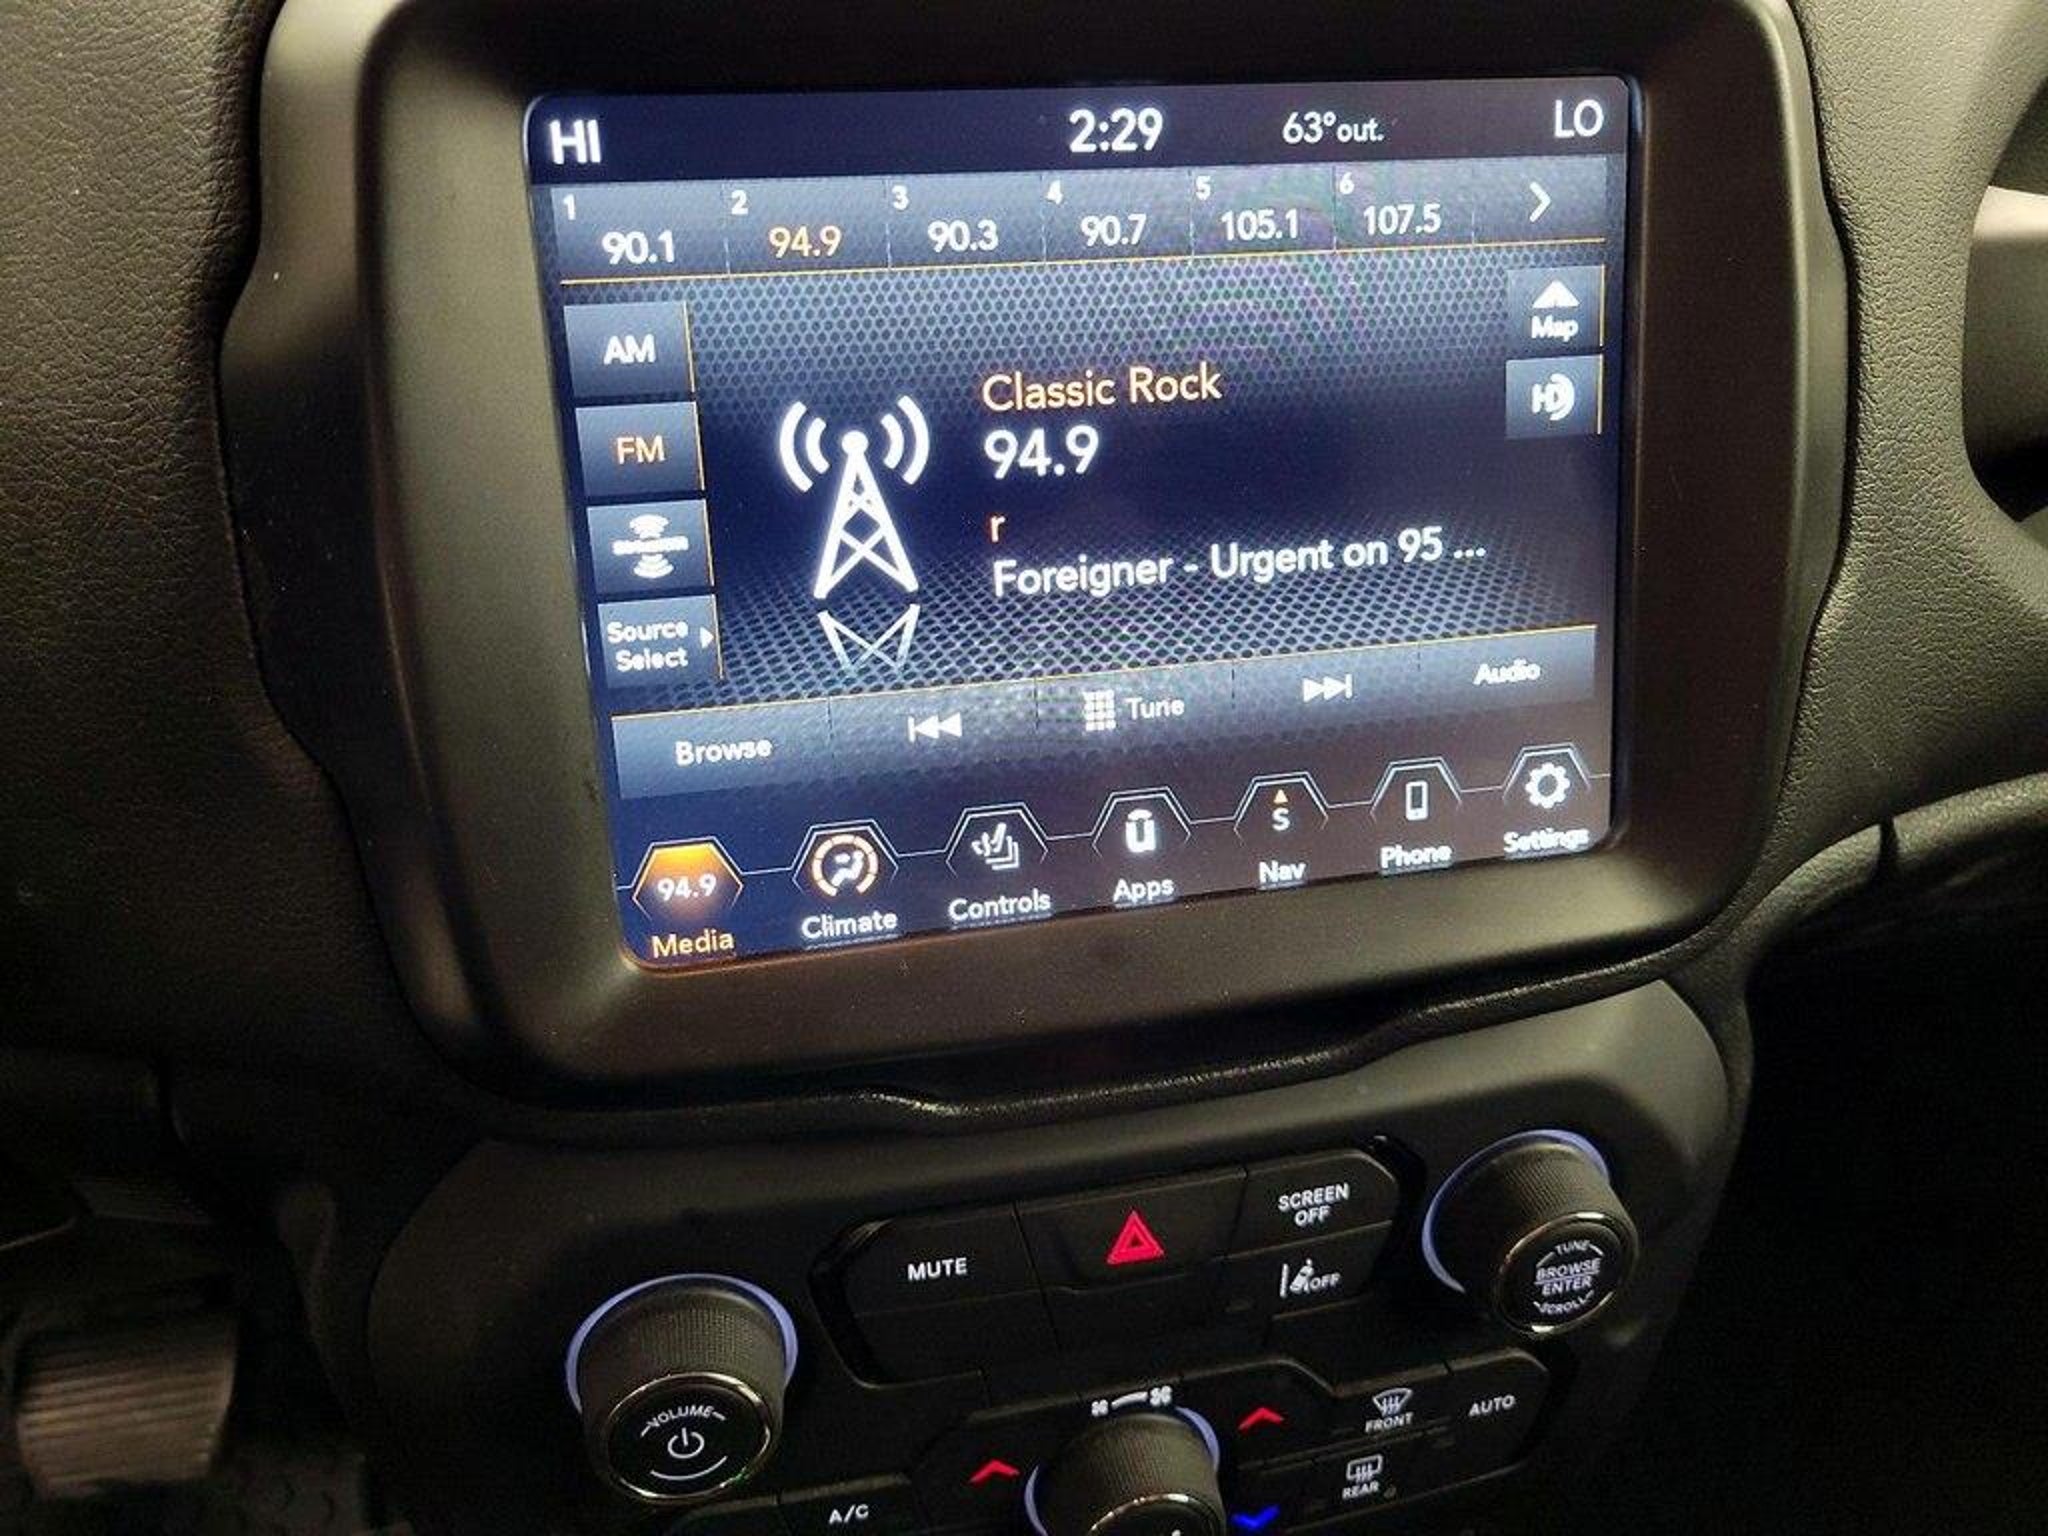 HI 2:29 63°out. LO
1 2 3 4 5 6
90.1 94.9 90.3 90.7 105.1 107.5
AM
Map
FM
HD
Classic Rock
94.9
r
Foreigner - Urgent on 95 ...
Source
Select
Browse Tune Audio
94.9
S
Media Climate Controls Apps Nav Phone Settings
MUTE
SCREEN
OFF
OFF
TUNE
BROWSE
ENTER
SCROLL
VOLUME
FRONT
AUTO
REAR
A/C